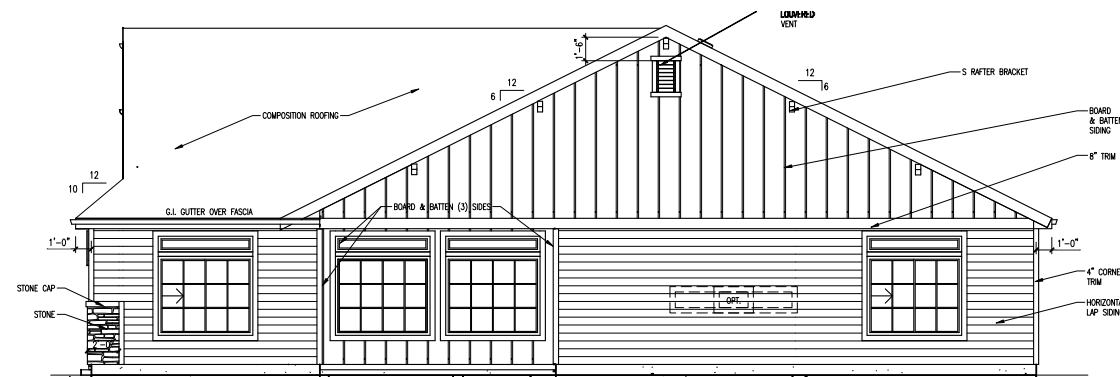 LOUVERED
VENT
1'-6"
12
6
12
6
S RAFTER BRACKET
COMPOSITION ROOFING
BOARD
& BATTEN
SIDING
8" TRIM
12
10
G.I. GUTTER OVER FASCIA
BOARD & BATTEN (3) SIDES
1'-0"
1'-0"
STONE CAP
STONE
OPT.
4" CORNE
TRIM
HORIZONTA
LAP SIDING